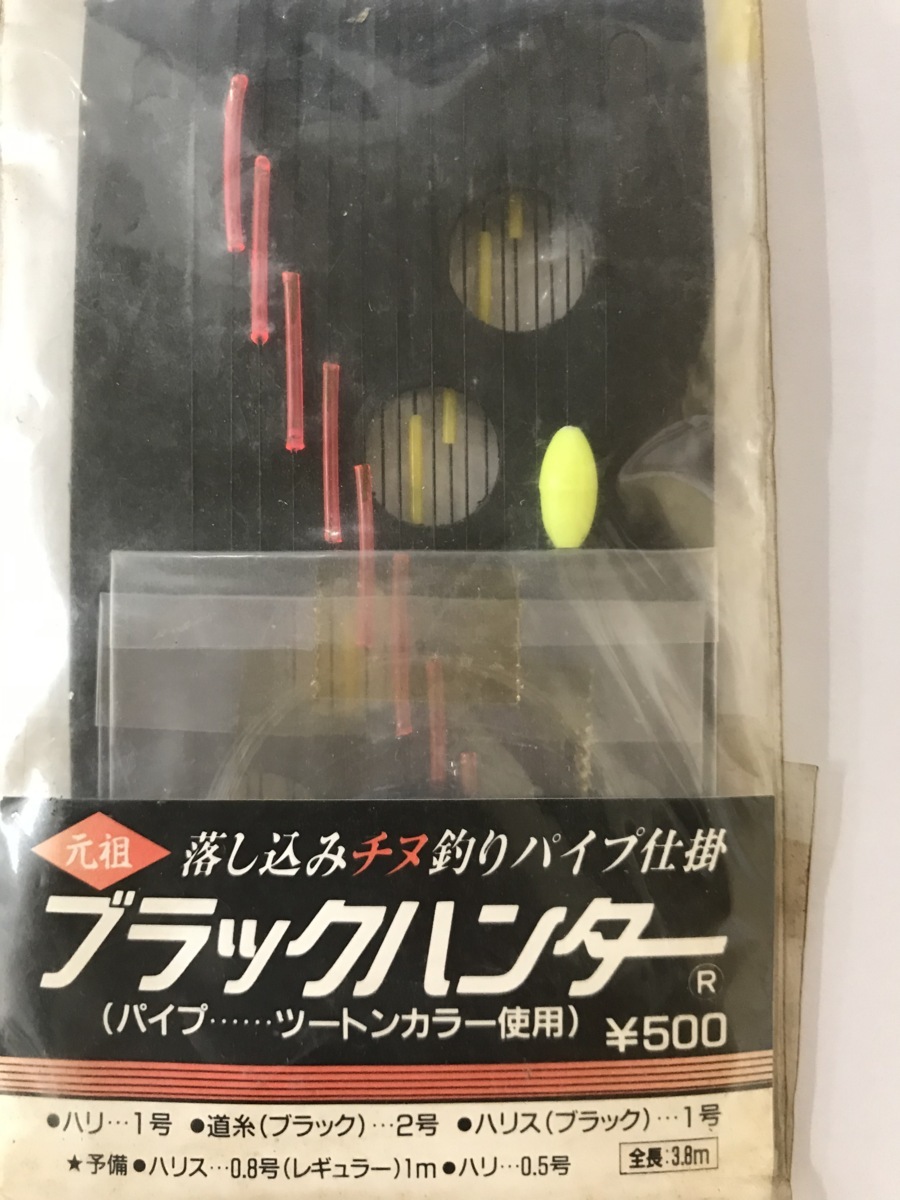 元祖 落し込みチヌ釣りパイプ仕掛
ブラックハンター®
(パイプ……ツートンカラー使用) ¥500
●ハリ…1号 ●道糸(ブラック)…2号 ●ハリス(ブラック)…1号
★予備●ハリス…0.8号(レギュラー)1m●ハリ…0.5号 全長:3.8m